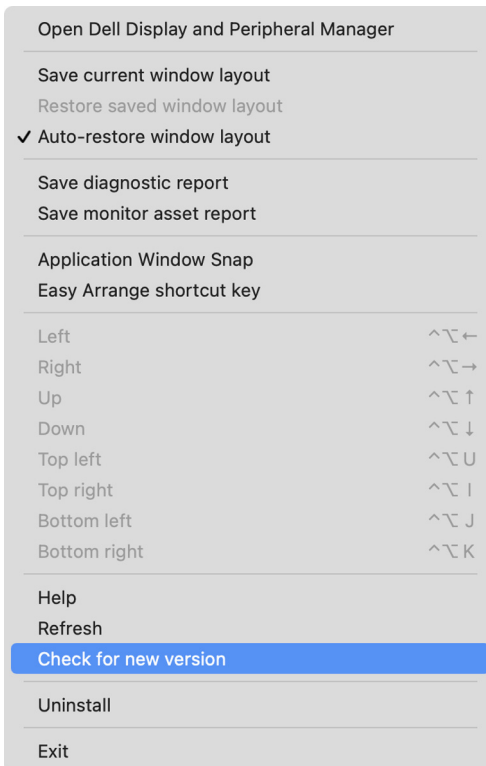 Open Dell Display and Peripheral Manager
Save current window layout
Restore saved window layout
✓ Auto-restore window layout
Save diagnostic report
Save monitor asset report
Application Window Snap
Easy Arrange shortcut key
Left ^⌥←
Right ^⌥→
Up ^⌥↑
Down ^⌥↓
Top left ^⌥U
Top right ^⌥I
Bottom left ^⌥J
Bottom right ^⌥K
Help
Refresh
Check for new version
Uninstall
Exit